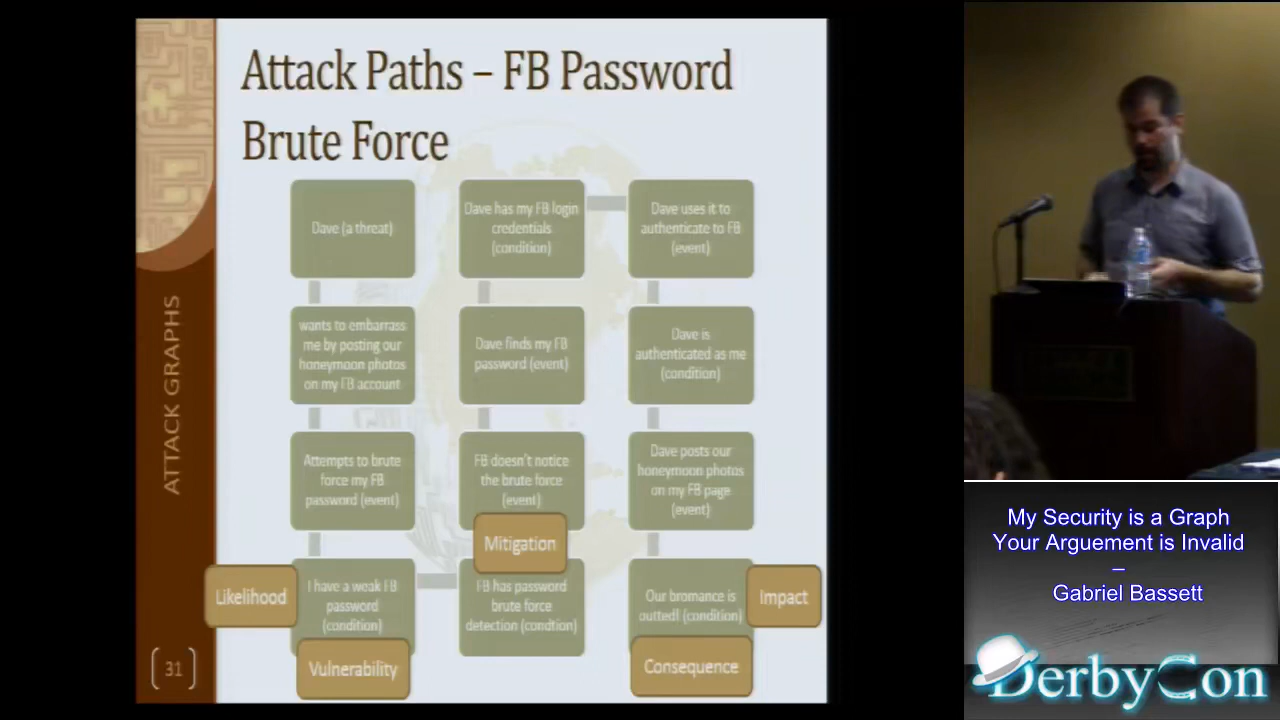 Attack Paths – FB Password
Brute Force
Dave (a threat)
wants to embarrass
me by posting our
honeymoon photos
on my FB account
Attempts to brute
force my FB
password (event)
I have a weak FB
password
(condition)
Likelihood
Vulnerability
Dave has my FB login
credentials
(condition)
Dave finds my FB
password (event)
FB doesn't notice
the brute force
(event)
Mitigation
FB has password
brute force
detection (condtion)
Dave uses it to
authenticate to FB
(event)
Dave is
authenticated as me
(condition)
Dave posts our
honeymoon photos
on my FB page
(event)
Our bromance is
outted! (condition)
Impact
Consequence
ATTACK GRAPHS
31
My Security is a Graph
Your Arguement is Invalid
–
Gabriel Bassett
DerbyCon